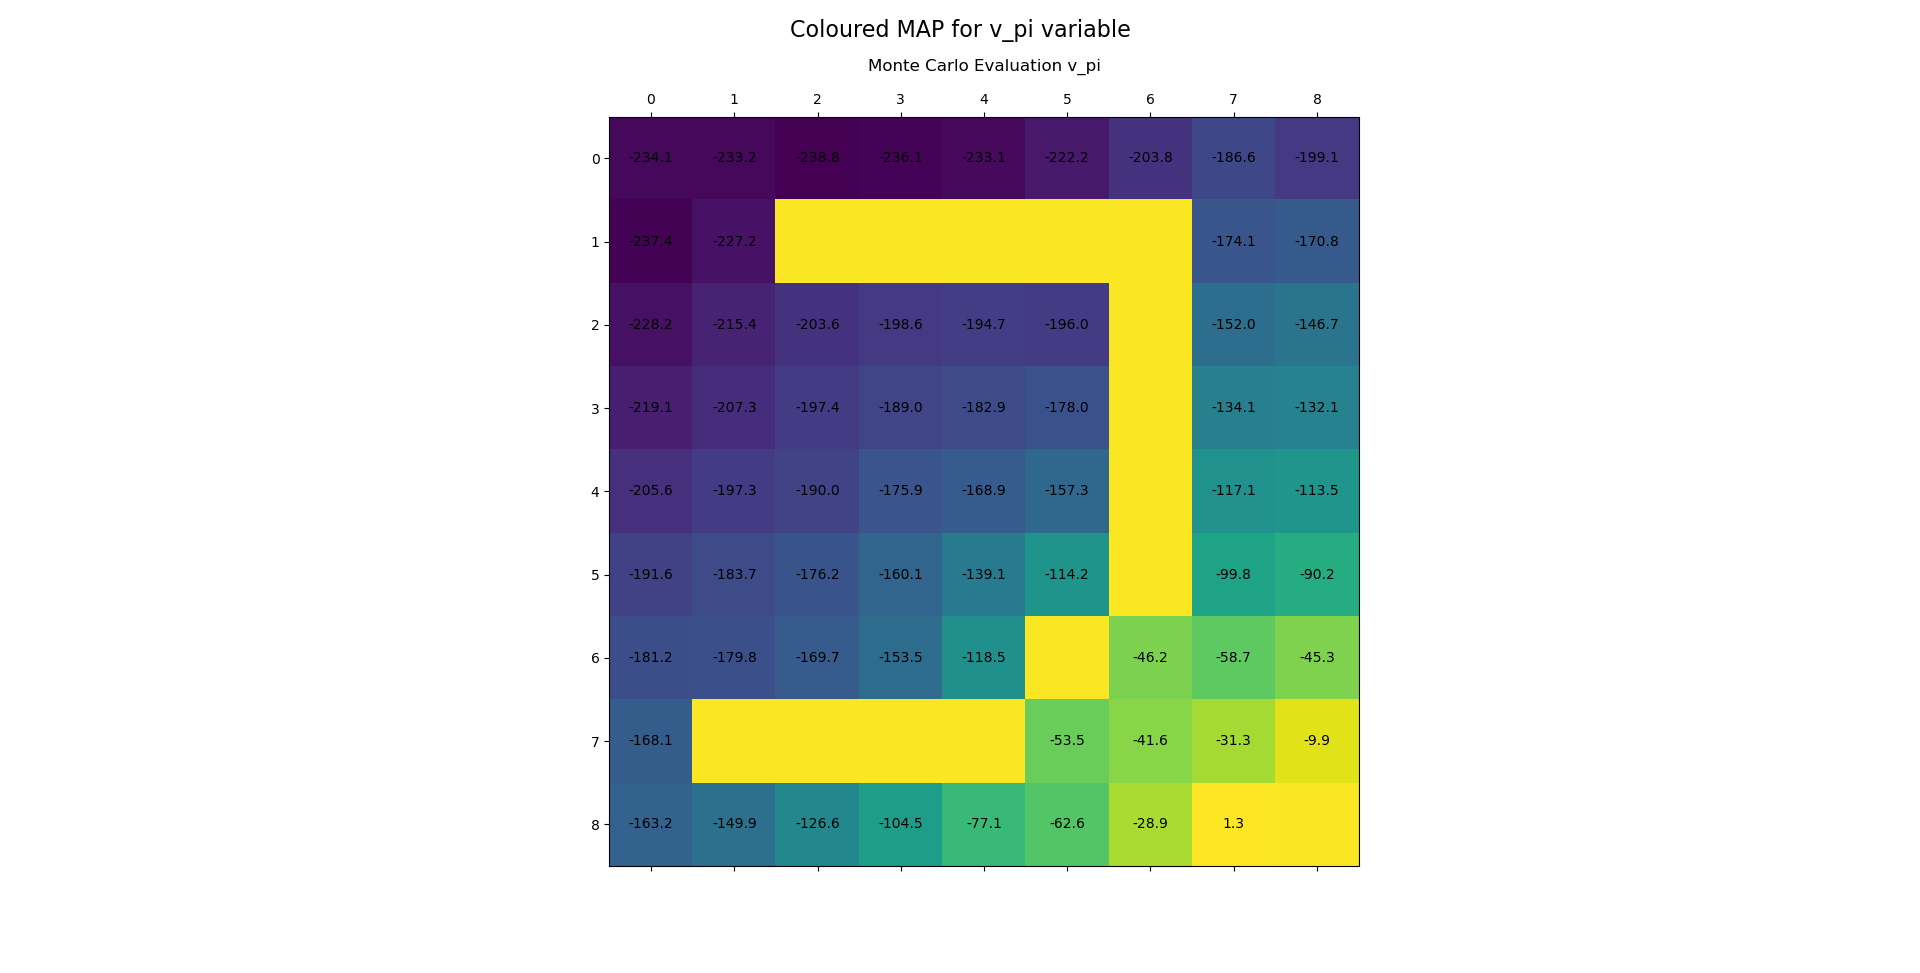 Coloured MAP for v_pi variable
Monte Carlo Evaluation v_pi
0 1 2 3 4 5 6 7 8
0 -234.1 -233.2 -238.8 -236.1 -233.1 -222.2 -203.8 -186.6 -199.1
1 -237.4 -227.2 -174.1 -170.8
2 -228.2 -215.4 -203.6 -198.6 -194.7 -196.0 -152.0 -146.7
3 -219.1 -207.3 -197.4 -189.0 -182.9 -178.0 -134.1 -132.1
4 -205.6 -197.3 -190.0 -175.9 -168.9 -157.3 -117.1 -113.5
5 -191.6 -183.7 -176.2 -160.1 -139.1 -114.2 -99.8 -90.2
6 -181.2 -179.8 -169.7 -153.5 -118.5 -46.2 -58.7 -45.3
7 -168.1 -53.5 -41.6 -31.3 -9.9
8 -163.2 -149.9 -126.6 -104.5 -77.1 -62.6 -28.9 1.3